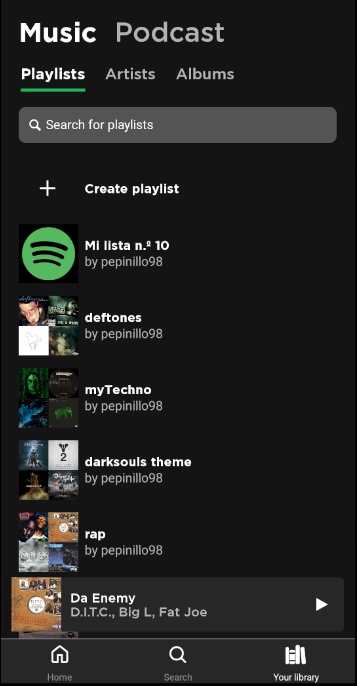 Music Podcast
Playlists Artists Albums
Search for playlists
Create playlist
Mi lista n.º 10
by pepinillo98
deftones
by pepinillo98
myTechno
by pepinillo98
darksouls theme
by pepinillo98
rap
by pepinillo98
Da Enemy
D.I.T.C., Big L, Fat Joe
Home Search Your library